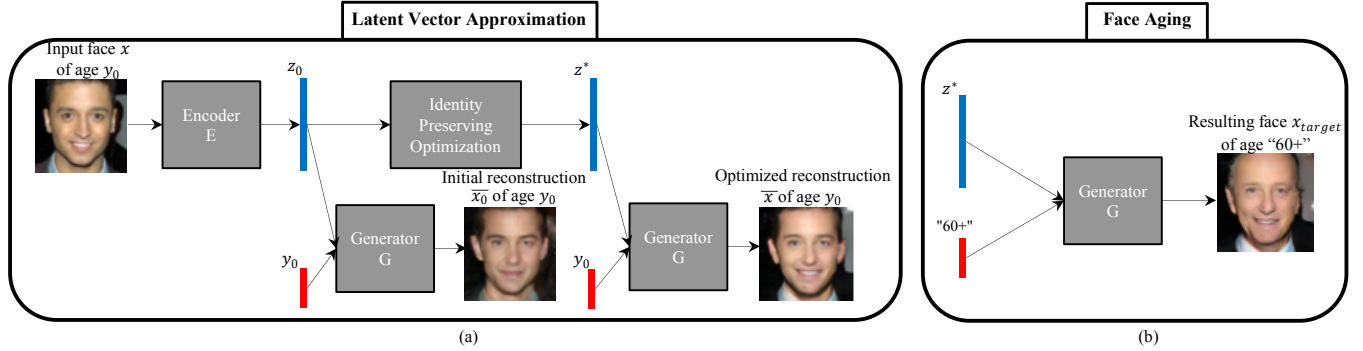 Latent Vector Approximation
Input face x
of age y₀
Encoder
E
z₀
Identity
Preserving
Optimization
z*
Initial reconstruction
x̅₀ of age y₀
Generator
G
y₀
Optimized reconstruction
x̅ of age y₀
Generator
G
y₀
(a)
Face Aging
z*
"60+"
Generator
G
Resulting face x_target
of age “60+”
(b)